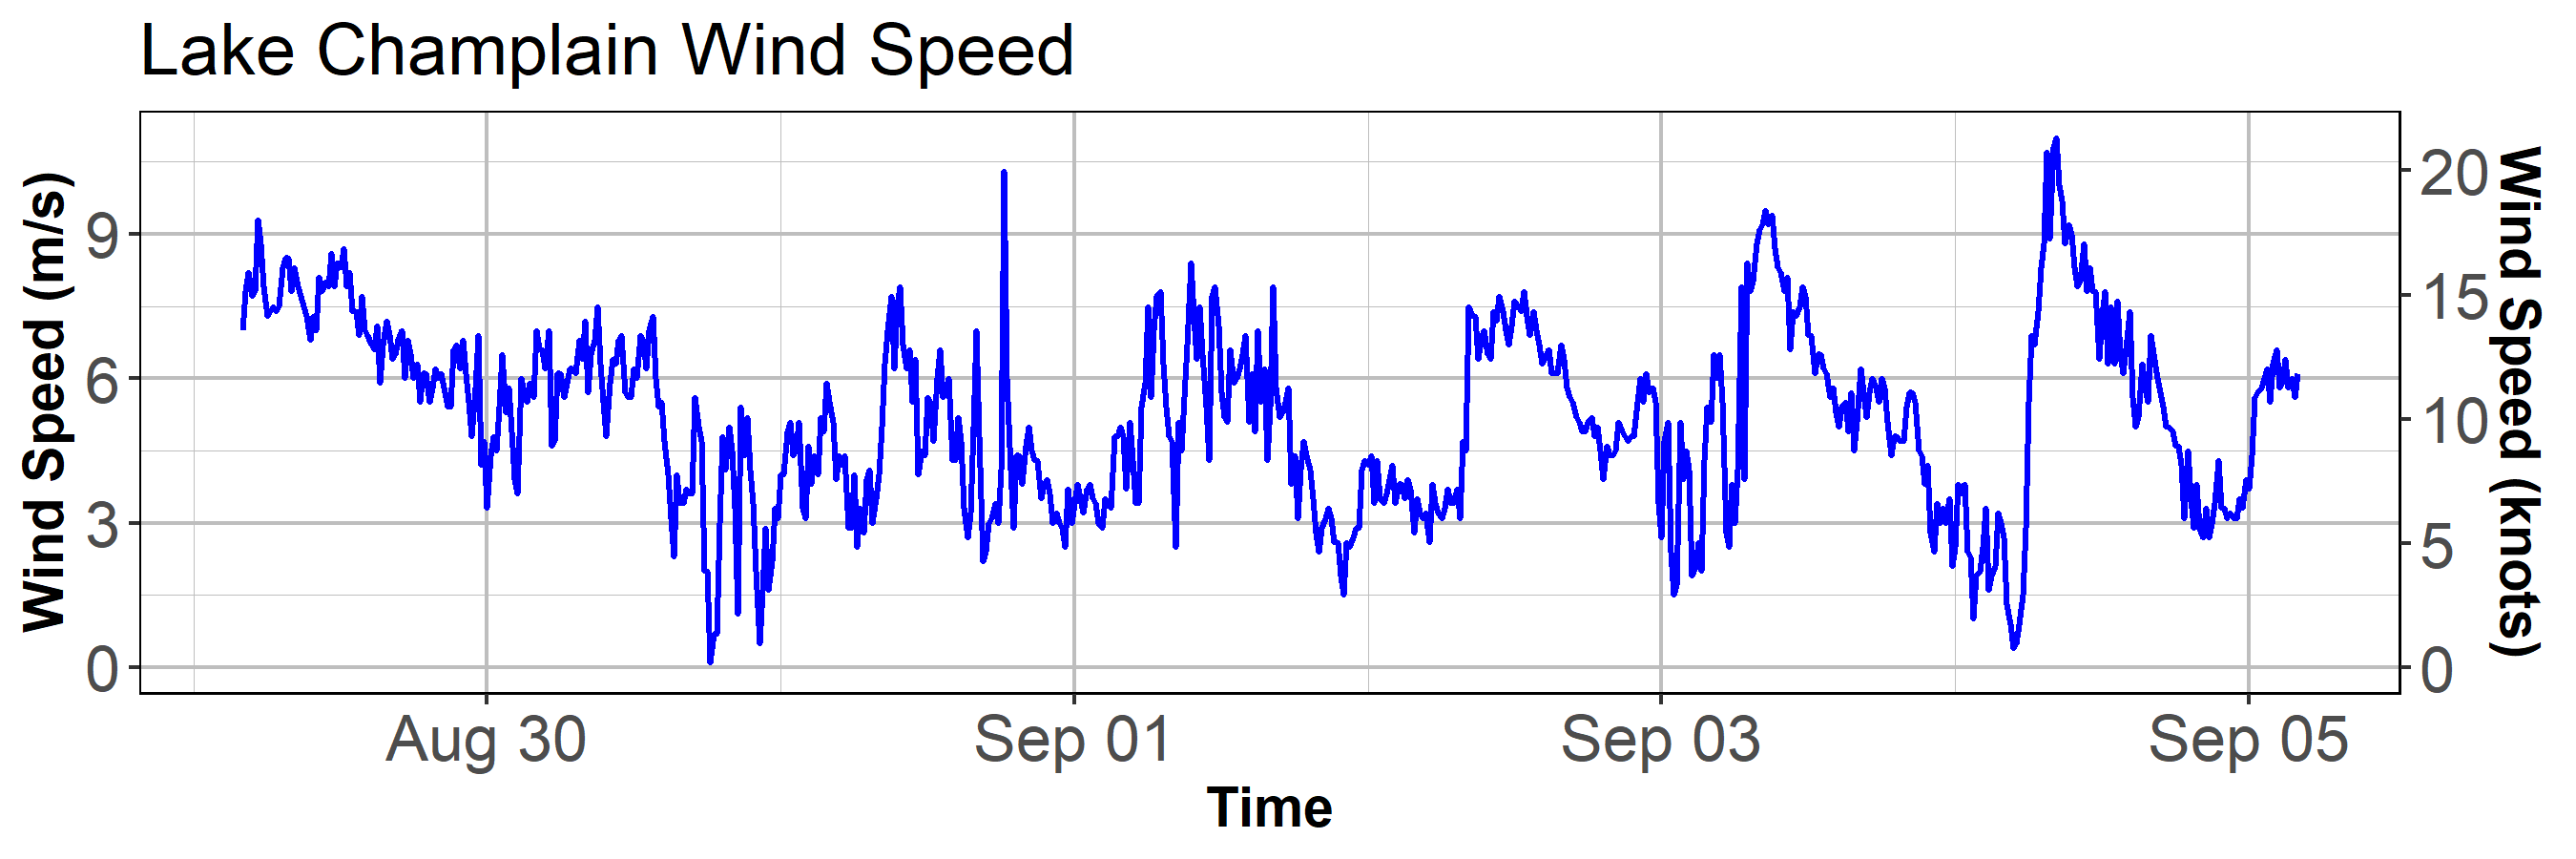 Lake Champlain Wind Speed
Wind Speed (m/s)
9
6
3
0
20
15
10
5
0
Wind Speed (knots)
Aug 30
Sep 01
Sep 03
Sep 05
Time